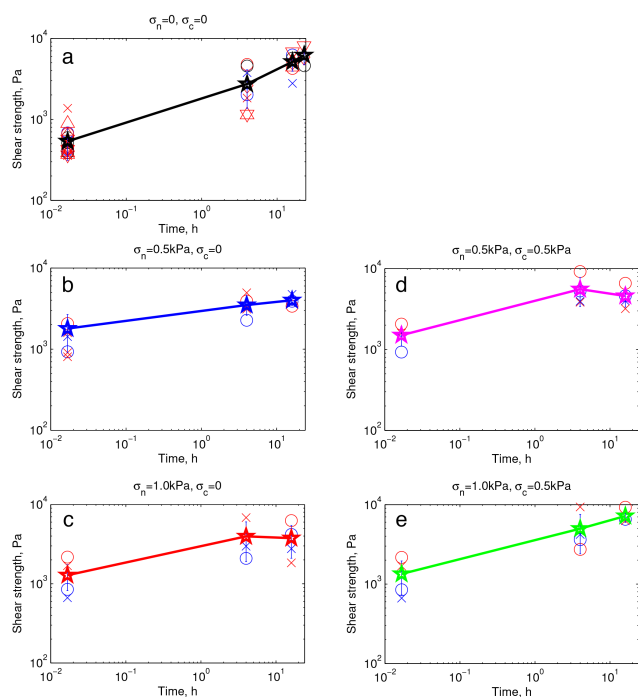 σn=0, σc=0
a
10^4
10^3
10^2
Shear strength, Pa
10^-2 10^-1 10^0 10^1
Time, h
σn=0.5kPa, σc=0
b
10^4
10^3
10^2
Shear strength, Pa
10^-2 10^-1 10^0 10^1
Time, h
σn=0.5kPa, σc=0.5kPa
d
10^4
10^3
10^2
Shear strength, Pa
10^-2 10^-1 10^0 10^1
Time, h
σn=1.0kPa, σc=0
c
10^4
10^3
10^2
Shear strength, Pa
10^-2 10^-1 10^0 10^1
Time, h
σn=1.0kPa, σc=0.5kPa
e
10^4
10^3
10^2
Shear strength, Pa
10^-2 10^-1 10^0 10^1
Time, h